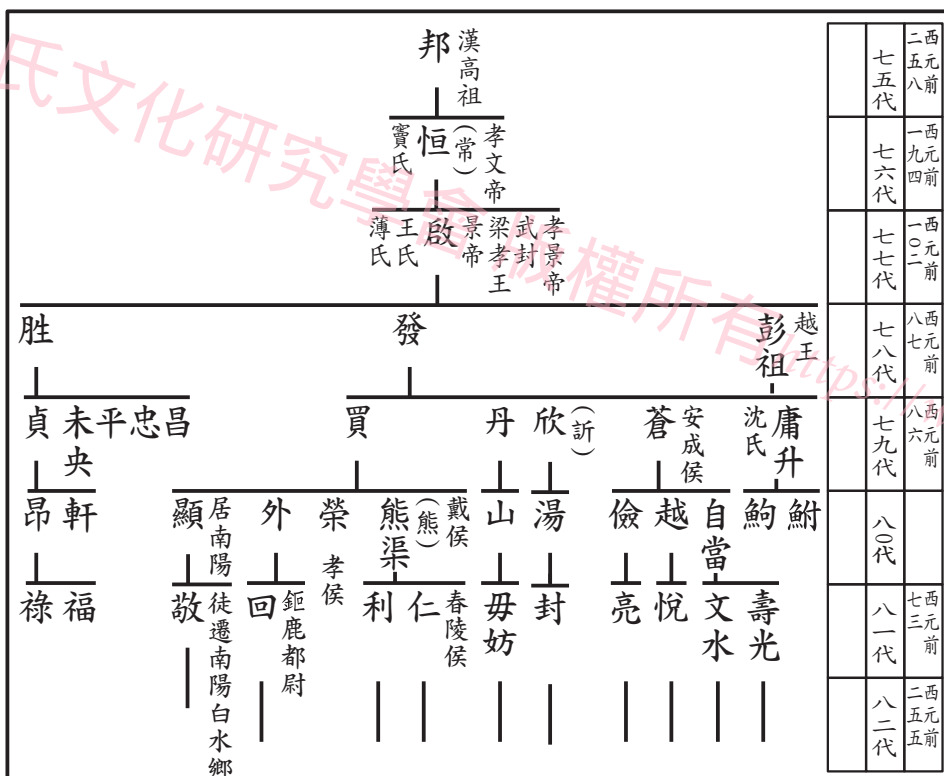 西元前二五八
七五代
漢高祖
邦
西元前一九四
七六代
孝文帝
(常)
恒
竇氏
西元前一〇二
七七代
孝景帝
武封
梁孝王
景帝
啟
王氏
薄氏
西元前八七
七八代
越王
彭祖
發
胜
西元前八六
七九代
庸升
沈氏
安成侯
蒼
(訢)
欣
丹
買
昌
忠
平
未央
貞
八〇代
鮒
鮈
自當
越
儉
湯
山
戴侯
(熊)
熊渠
榮
孝侯
外
居南陽
顯
軒
昂
西元前七三
八一代
壽光
文水
悅
亮
封
毋妨
春陵侯
仁
利
鉅鹿都尉
回
徒遷南陽白水鄉
敬
福
祿
西元前二五五
八二代
氏文化研究學會 版權所有 https://w